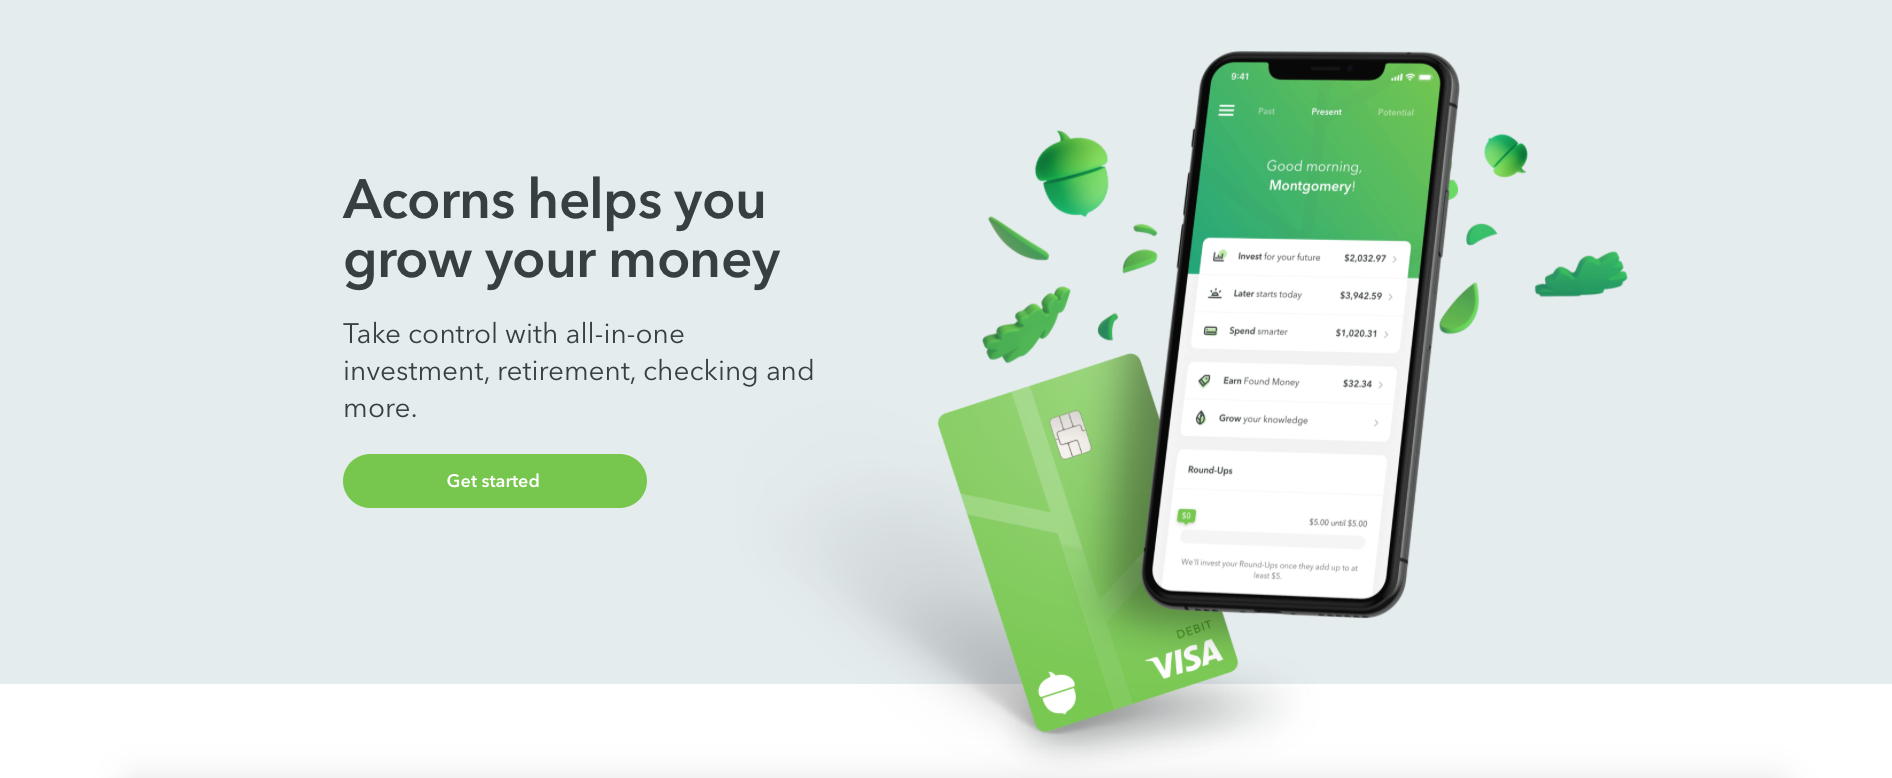 Acorns helps you
grow your money
Take control with all-in-one
investment, retirement, checking and
more.
Get started
9:41
Past Present Potential
Good morning,
Montgomery!
Invest for your future $2,032.97
Later starts today $3,942.59
Spend smarter $1,020.31
Earn Found Money $32.34
Grow your knowledge
Round-Ups
$0
$5.00 until $5.00
We'll invest your Round-Ups once they add up to at
least $5.
DEBIT
VISA